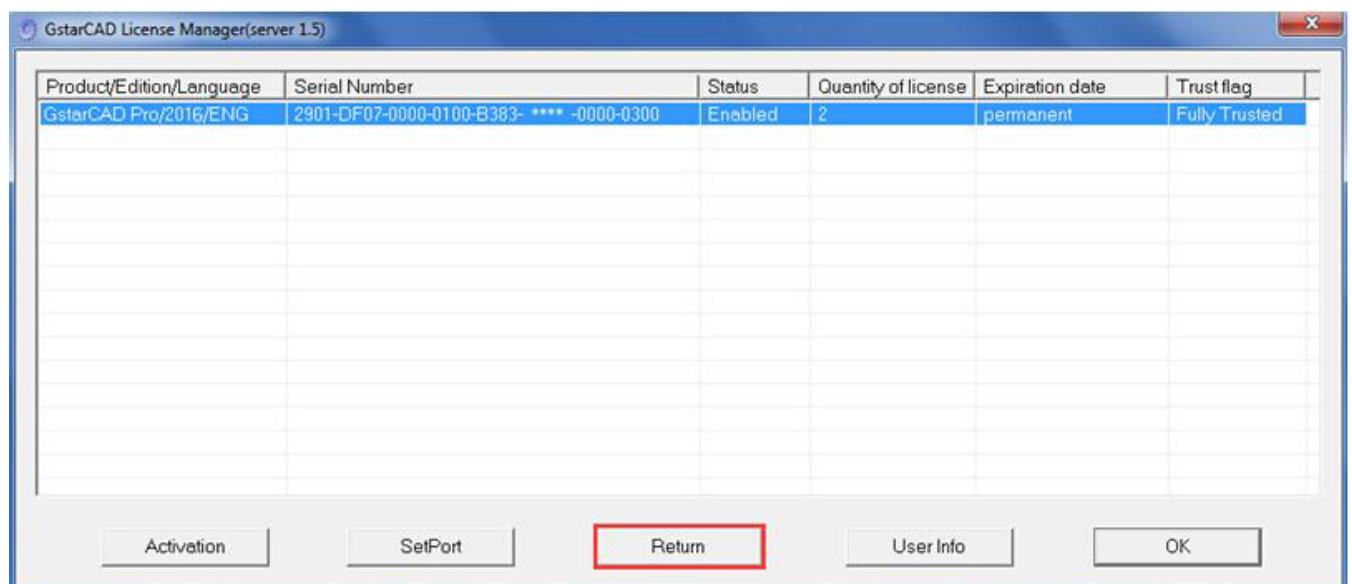 GstarCAD License Manager(server 1.5)
Product/Edition/Language Serial Number Status Quantity of license Expiration date Trust flag
GstarCAD Pro/2016/ENG 2901-DF07-0000-0100-B383- **** -0000-0300 Enabled 2 permanent Fully Trusted
Activation SetPort Return User Info OK